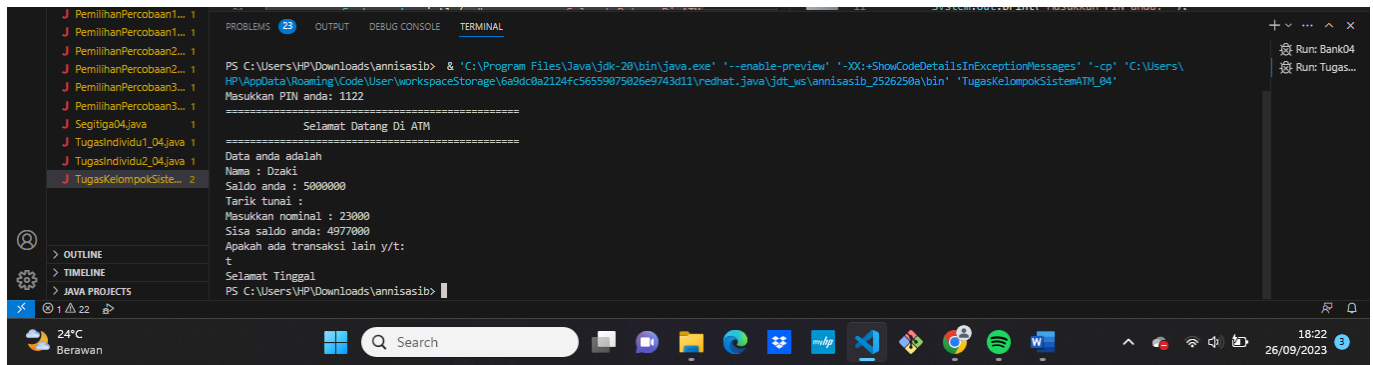 PemilihanPercobaan1... 1
PemilihanPercobaan1... 1
PemilihanPercobaan2... 1
PemilihanPercobaan2... 1
PemilihanPercobaan3... 1
PemilihanPercobaan3... 1
Segitiga04.java 1
TugasIndividu1_04.java 1
TugasIndividu2_04.java 1
TugasKelompokSiste... 2
OUTLINE
TIMELINE
JAVA PROJECTS
PROBLEMS 23 OUTPUT DEBUG CONSOLE TERMINAL
Run: Bank04
Run: Tugas...
PS C:\Users\HP\Downloads\annisasib> & 'C:\Program Files\Java\jdk-20\bin\java.exe' '--enable-preview' '-XX:+ShowCodeDetailsInExceptionMessages' '-cp' 'C:\Users\
HP\AppData\Roaming\Code\User\workspaceStorage\6a9dc0a2124fc56559075026e9743d11\redhat.java\jdt_ws\annisasib_2526250a\bin' 'TugasKelompokSistemATM_04'
Masukkan PIN anda: 1122
=================================================
Selamat Datang Di ATM
=================================================
Data anda adalah
Nama : Dzaki
Saldo anda : 5000000
Tarik tunai :
Masukkan nominal : 23000
Sisa saldo anda: 4977000
Apakah ada transaksi lain y/t:
t
Selamat Tinggal
PS C:\Users\HP\Downloads\annisasib>
1 22
24°C
Berawan
Search
myhp
W
18:22
26/09/2023
3